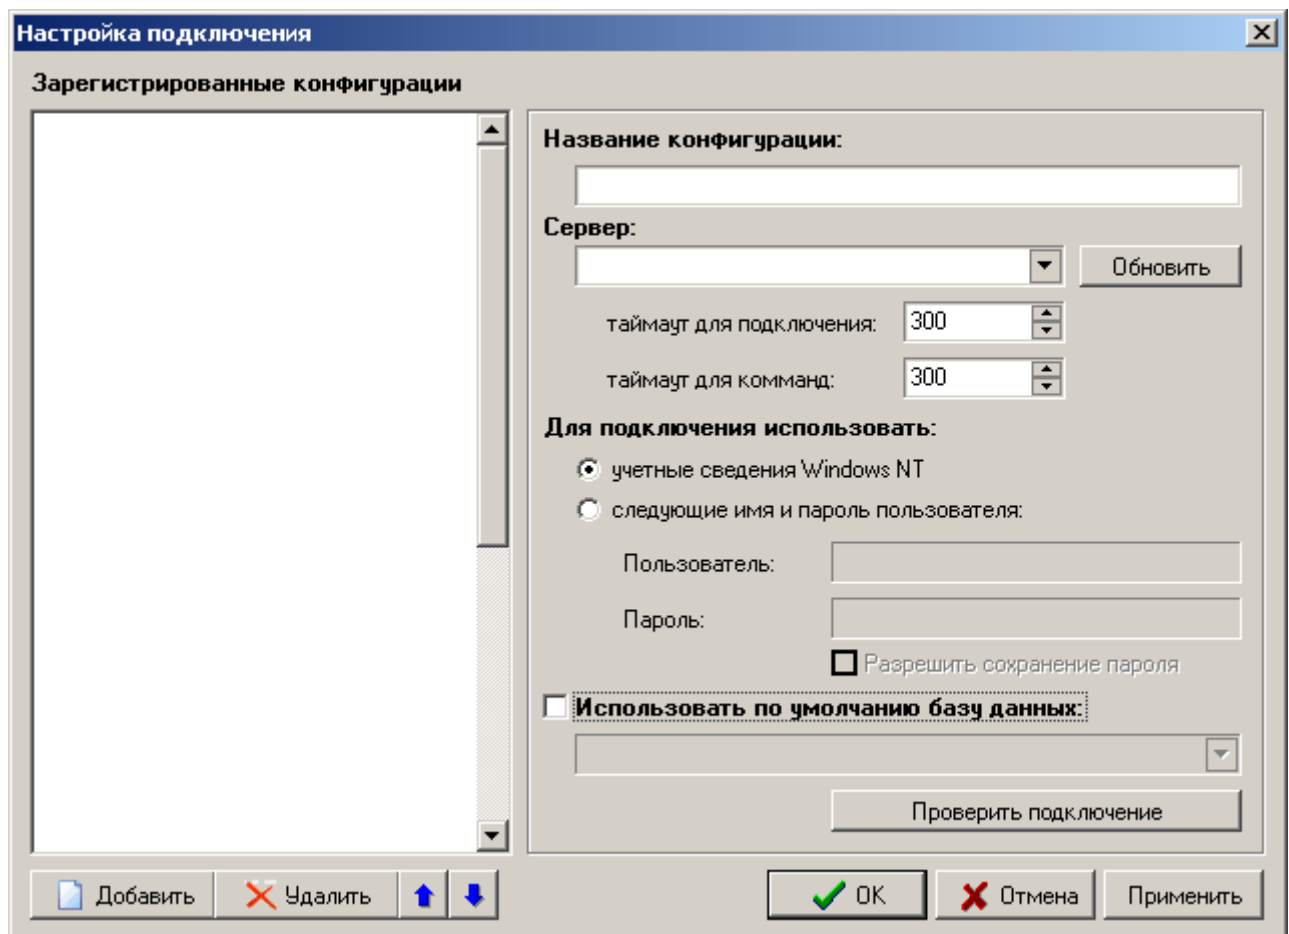 Настройка подключения
Зарегистрированные конфигурации
Название конфигурации:
Сервер:
Обновить
таймаут для подключения: 300
таймаут для комманд: 300
Для подключения использовать:
учетные сведения Windows NT
следующие имя и пароль пользователя:
Пользователь:
Пароль:
Разрешить сохранение пароля
Использовать по умолчанию базу данных:
Проверить подключение
Добавить Удалить OK Отмена Применить